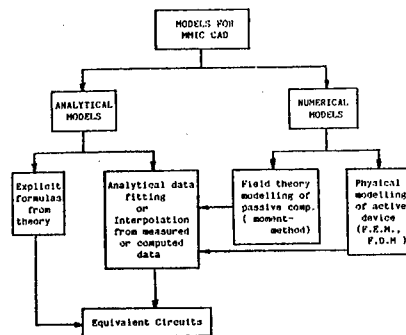 MODELS FOR
MMIC CAD
ANALYTICAL
MODELS
NUMERICAL
MODELS
Explicit
formulas
from
theory
Analytical data
fitting
or
Interpolation
from measured
or computed
data
Field theory
modelling of
passive comp.
( moment-
method)
Physical
modelling
of active
device
(F.E.M.,
F.D.M )
Equivalent Circuits